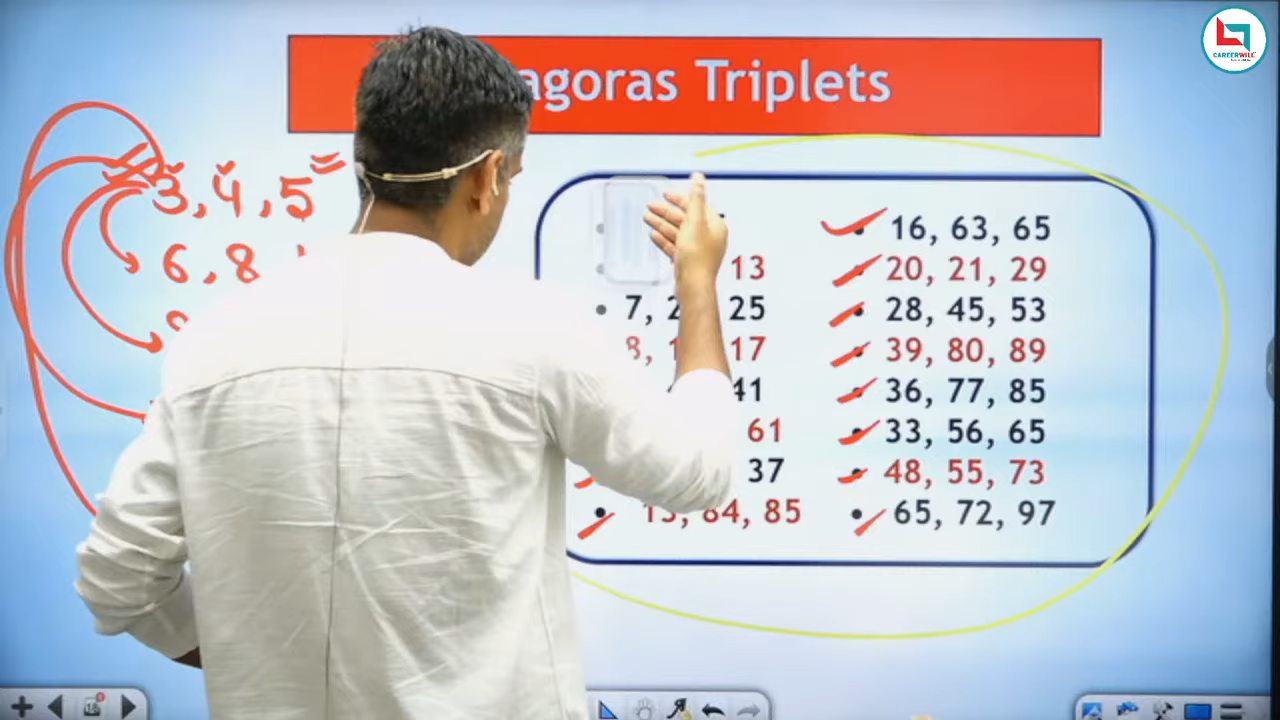 CAREERWILL
agoras Triplets
3, 4, 5
6, 8
13
7, 2 25
8, 1 17
41
61
37
13, 84, 85
16, 63, 65
20, 21, 29
28, 45, 53
39, 80, 89
36, 77, 85
33, 56, 65
48, 55, 73
65, 72, 97